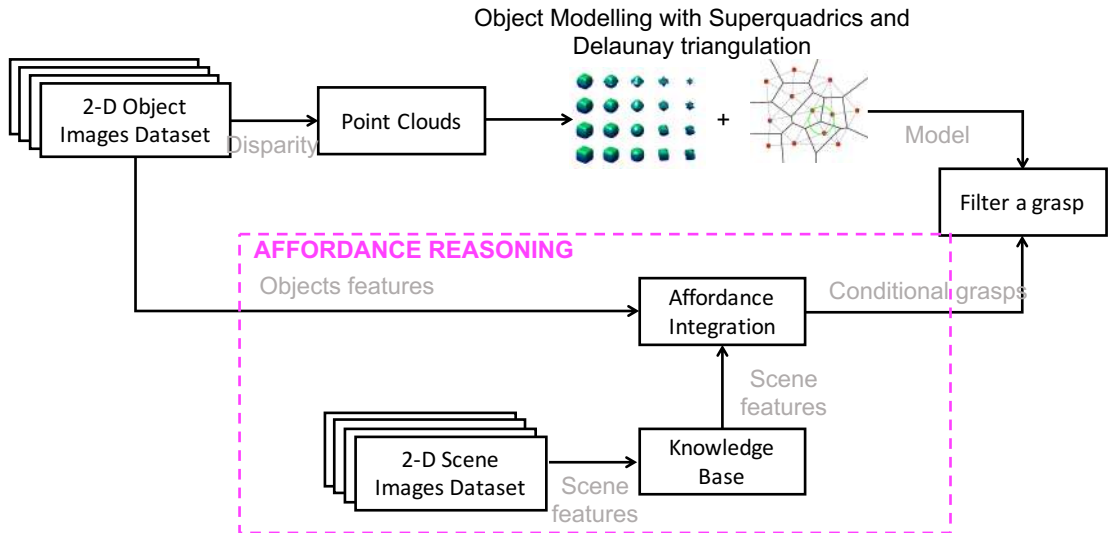 Object Modelling with Superquadrics and
Delaunay triangulation
2-D Object
Images Dataset
Disparity
Point Clouds
+
Model
Filter a grasp
AFFORDANCE REASONING
Objects features
Affordance
Integration
Conditional grasps
Scene
features
2-D Scene
Images Dataset
Scene
features
Knowledge
Base